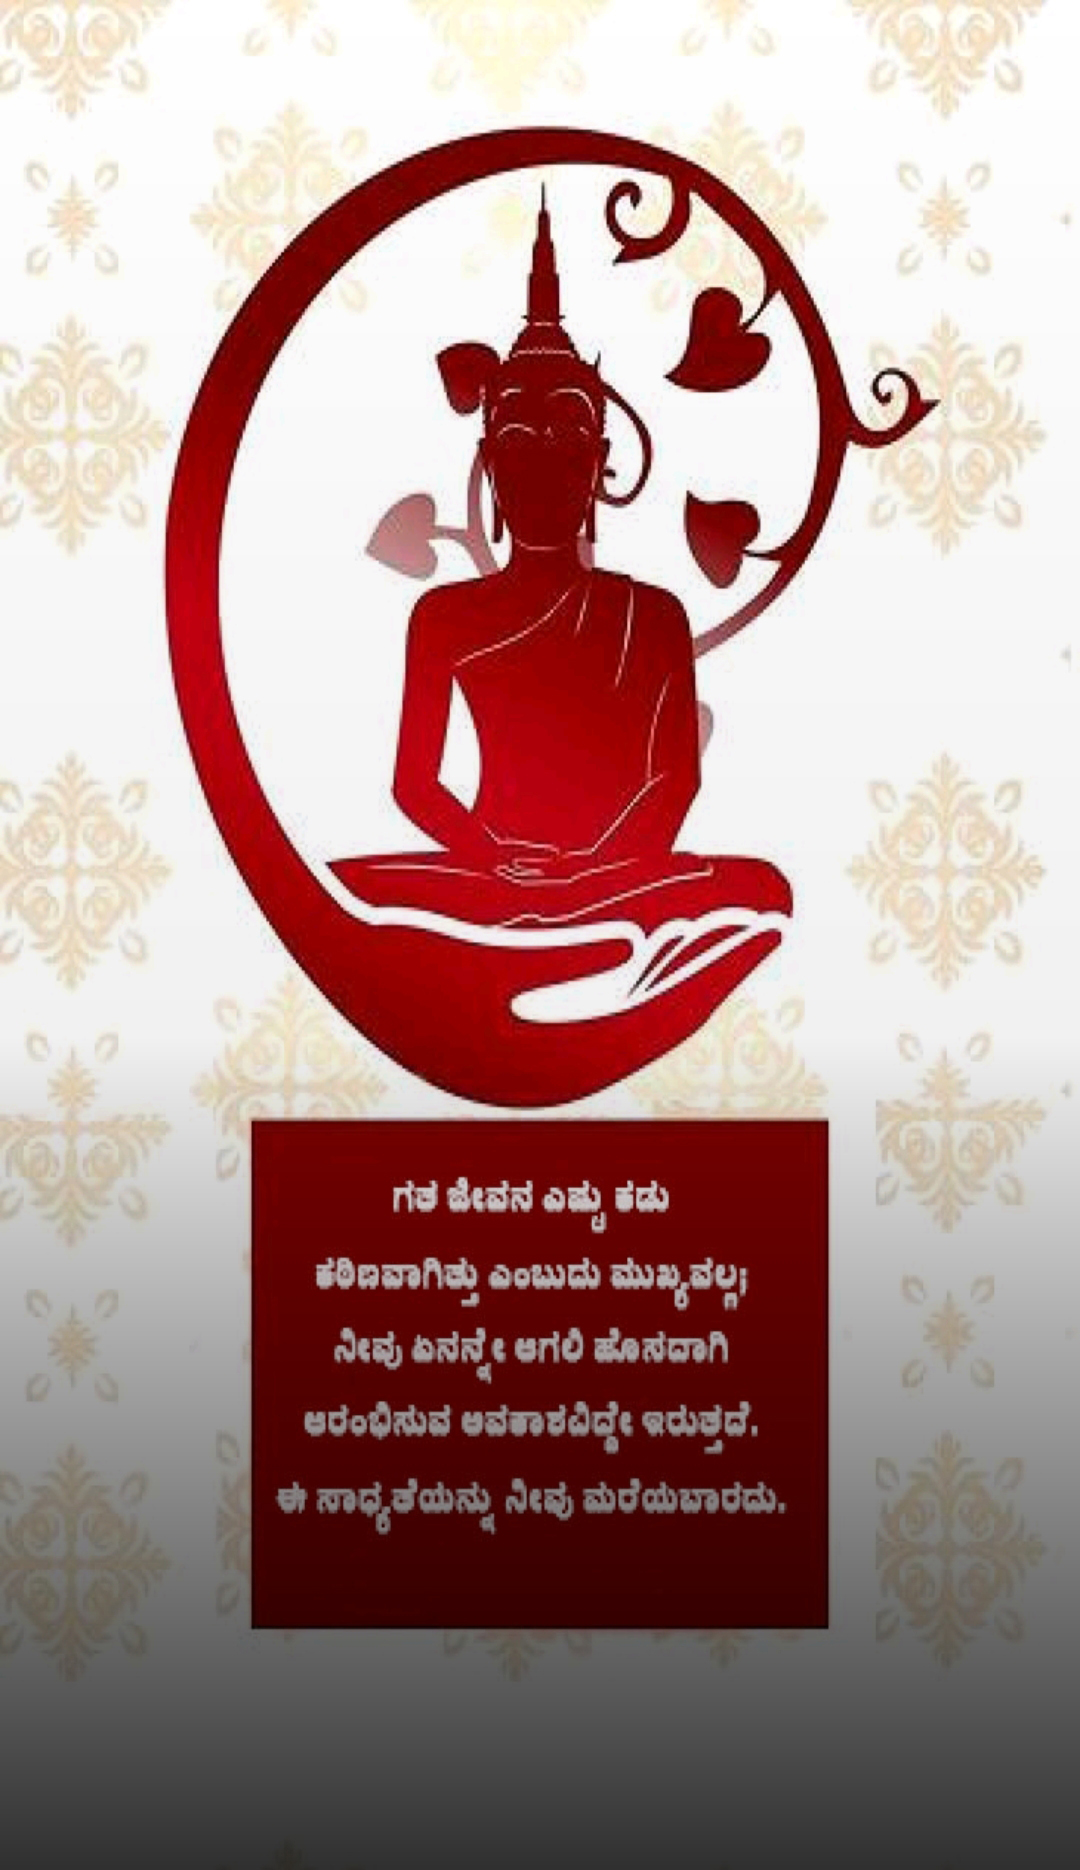 ಗತ ಜೀವನ ಎಷ್ಟು ಕಡು
ಕಠಿಣವಾಗಿತ್ತು ಎಂಬುದು ಮುಖ್ಯವಲ್ಲ;
ನೀವು ಏನನ್ನೇ ಆಗಲಿ ಹೊಸದಾಗಿ
ಆರಂಭಿಸುವ ಅವಕಾಶವಿದ್ದೇ ಇರುತ್ತದೆ.
ಈ ಸಾಧ್ಯತೆಯನ್ನು ನೀವು ಮರೆಯಬಾರದು.